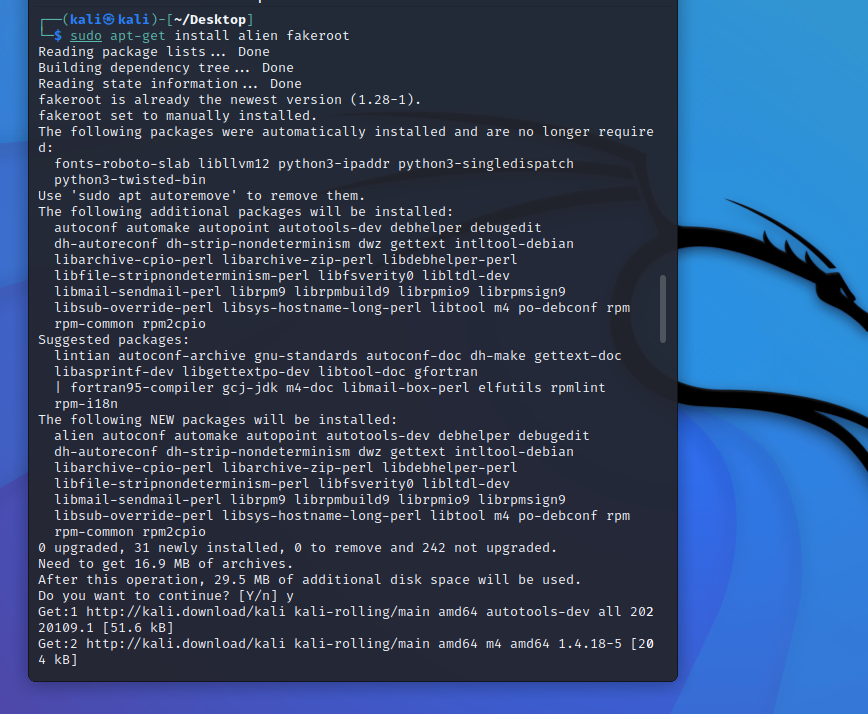 ┌──(kali㉿kali)-[~/Desktop]
└─$ sudo apt-get install alien fakeroot
Reading package lists... Done
Building dependency tree... Done
Reading state information... Done
fakeroot is already the newest version (1.28-1).
fakeroot set to manually installed.
The following packages were automatically installed and are no longer require
d:
  fonts-roboto-slab libllvm12 python3-ipaddr python3-singledispatch
  python3-twisted-bin
Use 'sudo apt autoremove' to remove them.
The following additional packages will be installed:
  autoconf automake autopoint autotools-dev debhelper debugedit
  dh-autoreconf dh-strip-nondeterminism dwz gettext intltool-debian
  libarchive-cpio-perl libarchive-zip-perl libdebhelper-perl
  libfile-stripnondeterminism-perl libfsverity0 libltdl-dev
  libmail-sendmail-perl librpm9 librpmbuild9 librpmio9 librpmsign9
  libsub-override-perl libsys-hostname-long-perl libtool m4 po-debconf rpm
  rpm-common rpm2cpio
Suggested packages:
  lintian autoconf-archive gnu-standards autoconf-doc dh-make gettext-doc
  libasprintf-dev libgettextpo-dev libtool-doc gfortran
  | fortran95-compiler gcj-jdk m4-doc libmail-box-perl elfutils rpmlint
  rpm-i18n
The following NEW packages will be installed:
  alien autoconf automake autopoint autotools-dev debhelper debugedit
  dh-autoreconf dh-strip-nondeterminism dwz gettext intltool-debian
  libarchive-cpio-perl libarchive-zip-perl libdebhelper-perl
  libfile-stripnondeterminism-perl libfsverity0 libltdl-dev
  libmail-sendmail-perl librpm9 librpmbuild9 librpmio9 librpmsign9
  libsub-override-perl libsys-hostname-long-perl libtool m4 po-debconf rpm
  rpm-common rpm2cpio
0 upgraded, 31 newly installed, 0 to remove and 242 not upgraded.
Need to get 16.9 MB of archives.
After this operation, 29.5 MB of additional disk space will be used.
Do you want to continue? [Y/n] y
Get:1 http://kali.download/kali kali-rolling/main amd64 autotools-dev all 202
20109.1 [51.6 kB]
Get:2 http://kali.download/kali kali-rolling/main amd64 m4 amd64 1.4.18-5 [20
4 kB]